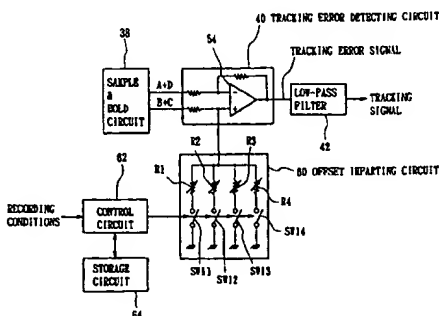 38
40 TRACKING ERROR DETECTING CIRCUIT
54
TRACKING ERROR SIGNAL
SAMPLE & HOLD CIRCUIT
A+D
B+C
-
+
LOW-PASS FILTER
TRACKING SIGNAL
42
60 OFFSET IMPARTING CIRCUIT
R1
R2
R3
R4
62
RECORDING CONDITIONS
CONTROL CIRCUIT
SW14
SW13
SW12
SW11
STORAGE CIRCUIT
64